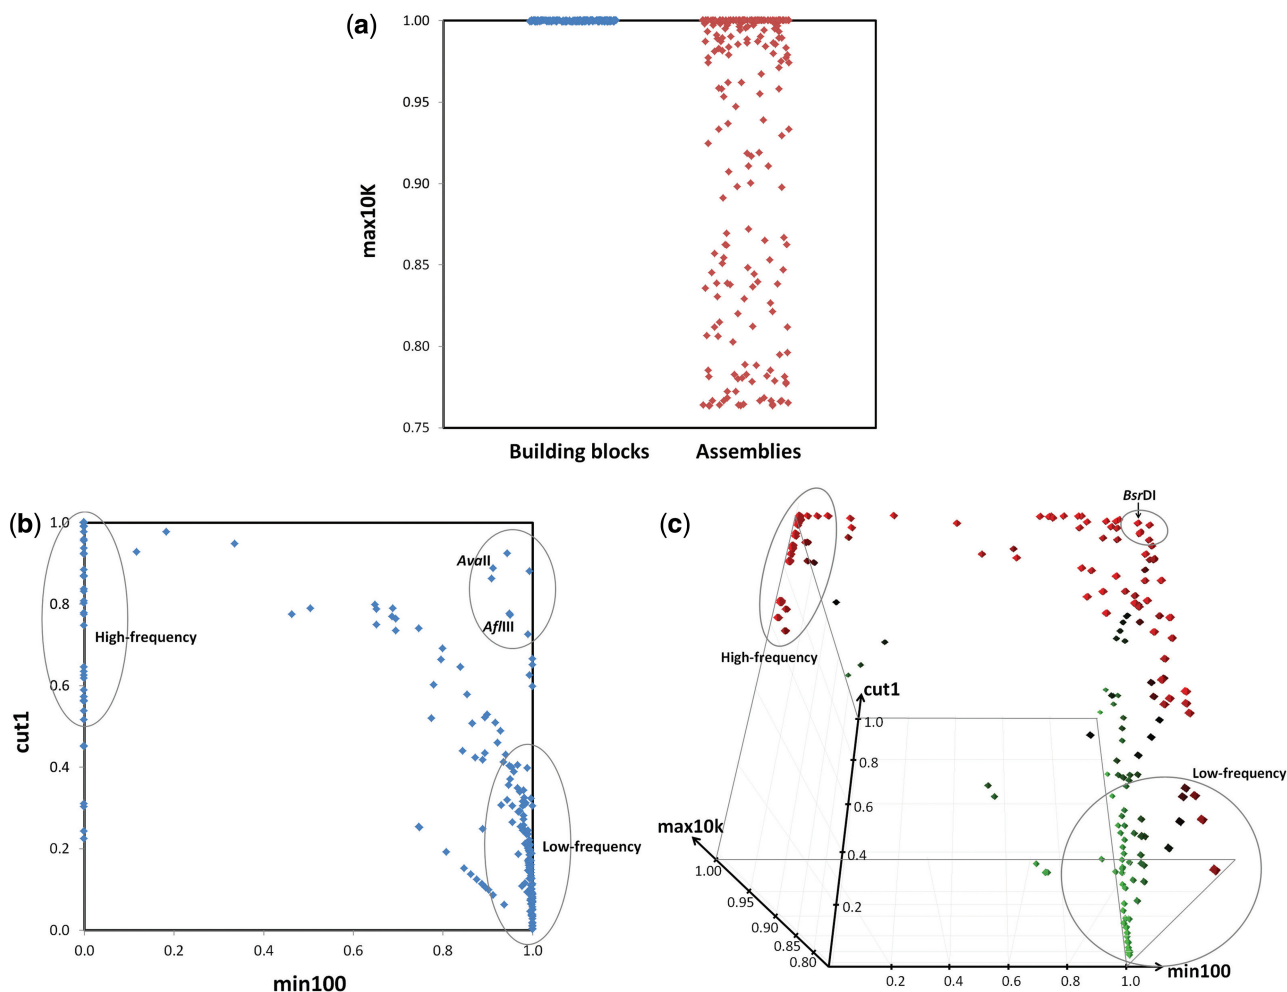 (a)
max10K
1.00
0.95
0.90
0.85
0.80
0.75
Building blocks Assemblies
(b)
cut1
1.0
0.8
0.6
0.4
0.2
0.0
AvaII
AflIII
High-frequency
Low-frequency
0.0 0.2 0.4 0.6 0.8 1.0
min100
(c)
BsrDI
High-frequency
cut1
1.0
0.8
0.6
0.4
0.2
Low-frequency
max10k
1.00
0.95
0.90
0.85
0.80
0.2 0.4 0.6 0.8 1.0
min100